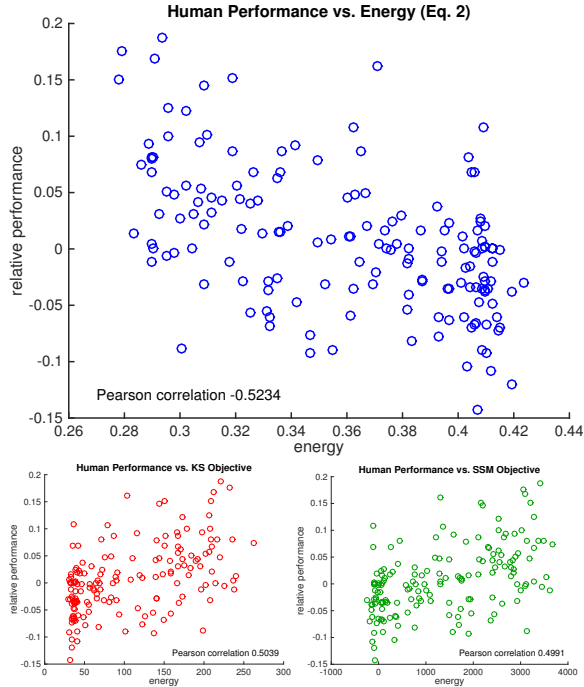 Human Performance vs. Energy (Eq. 2)
0.2
0.15
0.1
0.05
0
-0.05
-0.1
-0.15
relative performance
Pearson correlation -0.5234
0.26 0.28 0.3 0.32 0.34 0.36 0.38 0.4 0.42 0.44
energy
Human Performance vs. KS Objective
0.2
0.15
0.1
0.05
0
-0.05
-0.1
-0.15
relative performance
Pearson correlation 0.5039
0 50 100 150 200 250 300
energy
Human Performance vs. SSM Objective
0.2
0.15
0.1
0.05
0
-0.05
-0.1
-0.15
relative performance
Pearson correlation 0.4991
-1000 0 1000 2000 3000 4000
energy